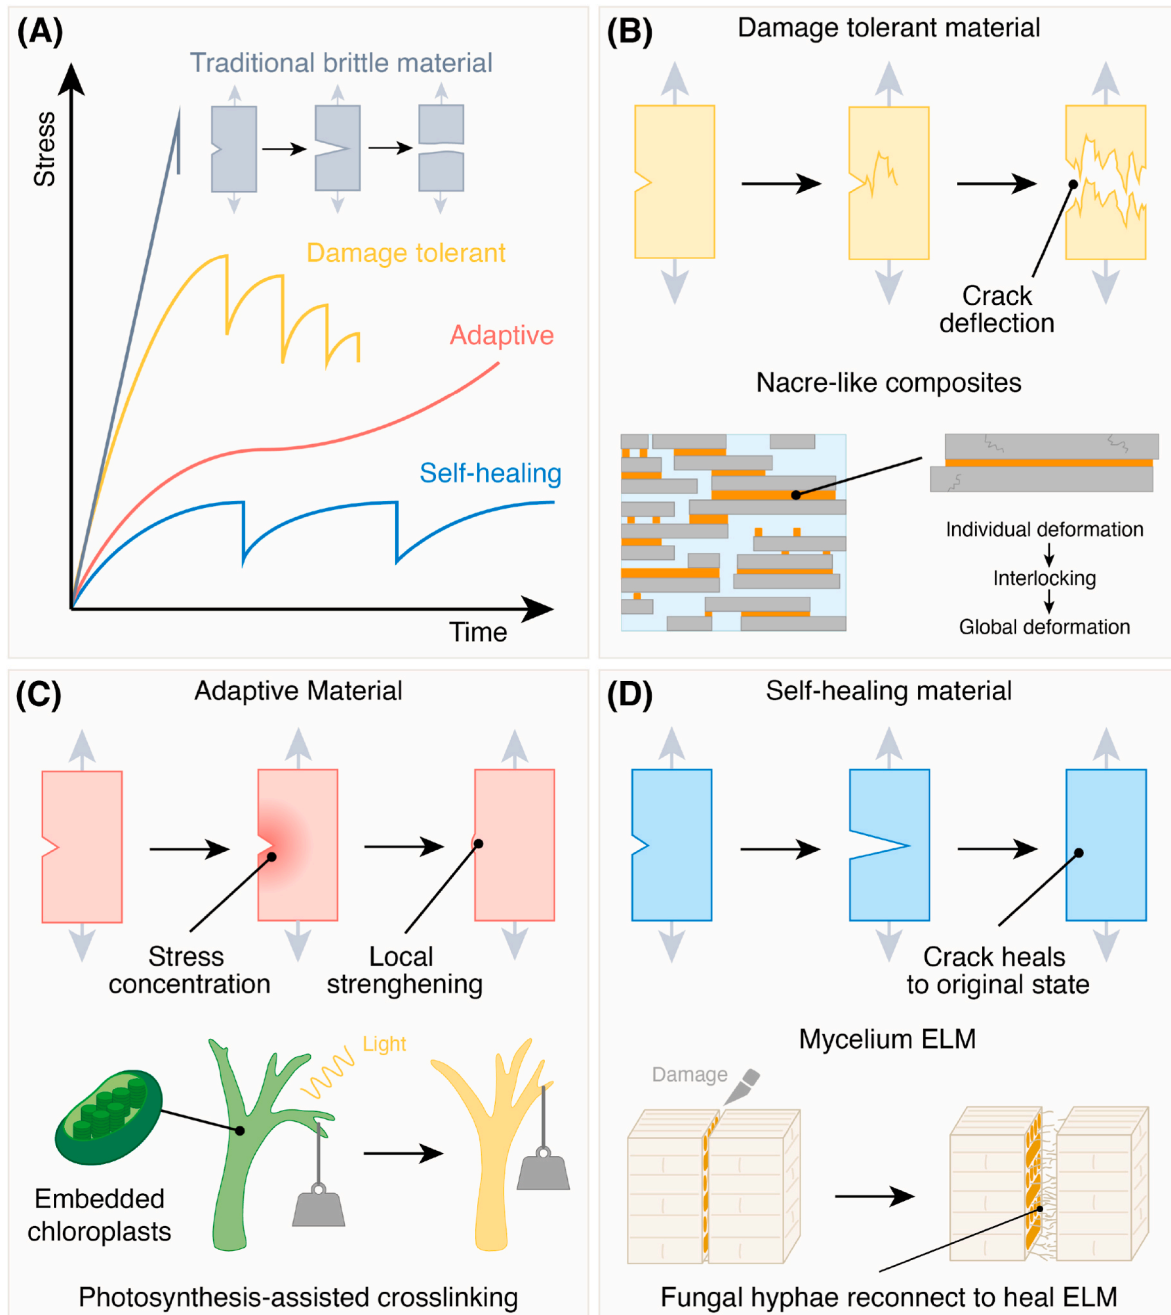 (A)
Traditional brittle material
Stress
Damage tolerant
Adaptive
Self-healing
Time
(B)
Damage tolerant material
Crack
deflection
Nacre-like composites
Individual deformation
Interlocking
Global deformation
(C)
Adaptive Material
Stress
concentration
Local
strenghening
Light
Embedded
chloroplasts
Photosynthesis-assisted crosslinking
(D)
Self-healing material
Crack heals
to original state
Mycelium ELM
Damage
Fungal hyphae reconnect to heal ELM